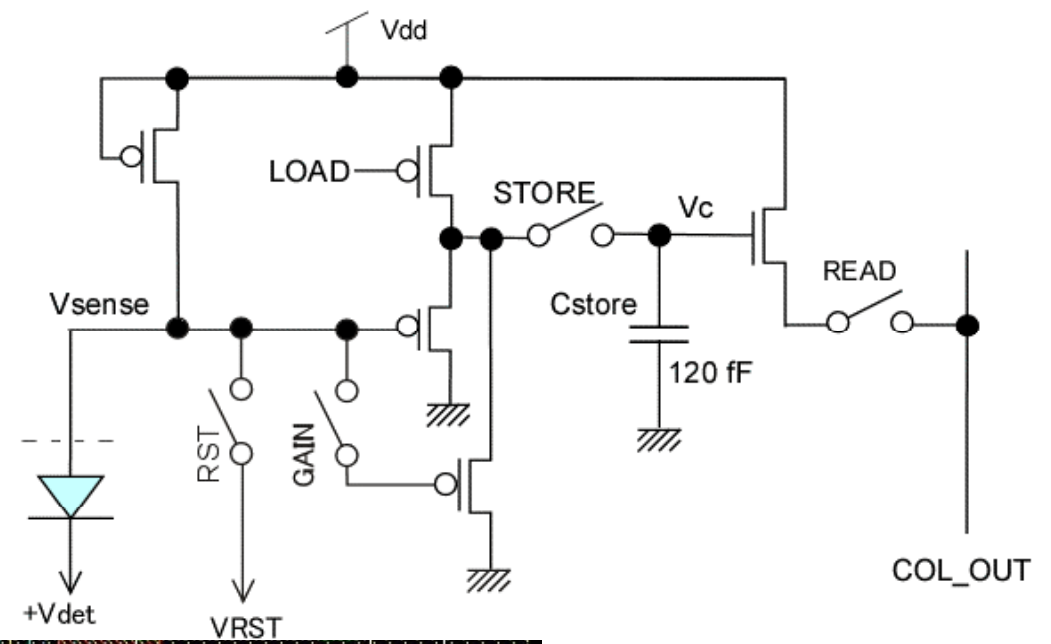 Vdd
LOAD
STORE
Vc
READ
Vsense
Cstore
120 fF
RST
GAIN
COL_OUT
+Vdet
VRST